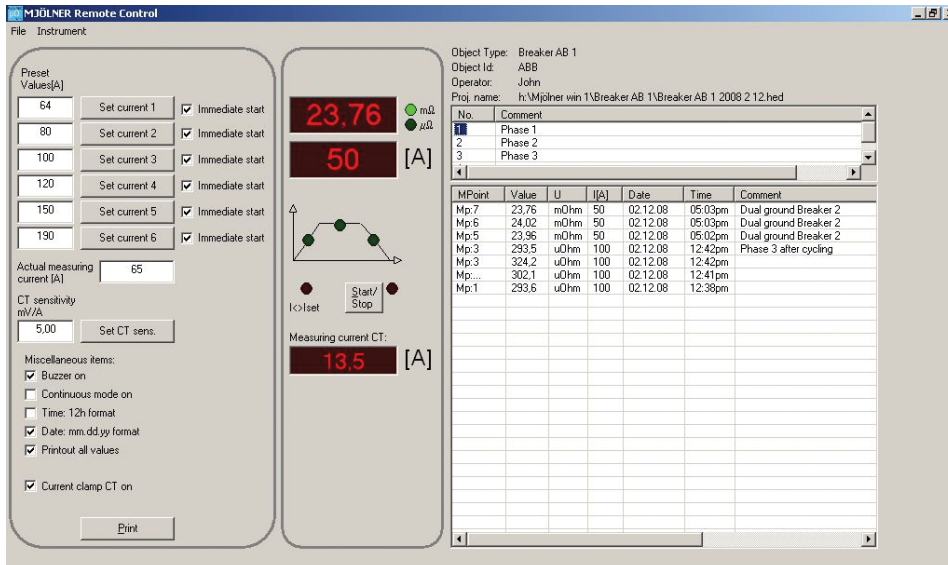 MJÖLNER Remote Control
File Instrument
Preset
Values[A]
64 Set current 1 Immediate start
80 Set current 2 Immediate start
100 Set current 3 Immediate start
120 Set current 4 Immediate start
150 Set current 5 Immediate start
190 Set current 6 Immediate start
Actual measuring
current [A] 65
CT sensitivity
mV/A
5,00 Set CT sens.
Miscellaneous items:
Buzzer on
Continuous mode on
Time: 12h format
Date: mm.dd.yy format
Printout all values
Current clamp CT on
Print
23,76 mΩ
µΩ
50 [A]
I<>Iset Start/
Stop
Measuring current CT:
13,5 [A]
Object Type: Breaker AB 1
Object Id: ABB
Operator: John
Proj. name: h:\Mjölner win 1\Breaker AB 1\Breaker AB 1 2008 2 12.hed
No. Comment
1 Phase 1
2 Phase 2
3 Phase 3
MPoint Value U I[A] Date Time Comment
Mp:7 23,76 mOhm 50 02.12.08 05:03pm Dual ground Breaker 2
Mp:6 24,02 mOhm 50 02.12.08 05:03pm Dual ground Breaker 2
Mp:5 23,96 mOhm 50 02.12.08 05:02pm Dual ground Breaker 2
Mp:3 293,5 uOhm 100 02.12.08 12:42pm Phase 3 after cycling
Mp:3 324,2 uOhm 100 02.12.08 12:42pm
Mp:... 302,1 uOhm 100 02.12.08 12:41pm
Mp:1 293,6 uOhm 100 02.12.08 12:38pm